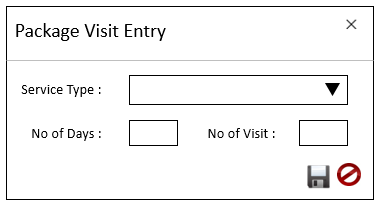 Package Visit Entry
Service Type :
No of Days : No of Visit :